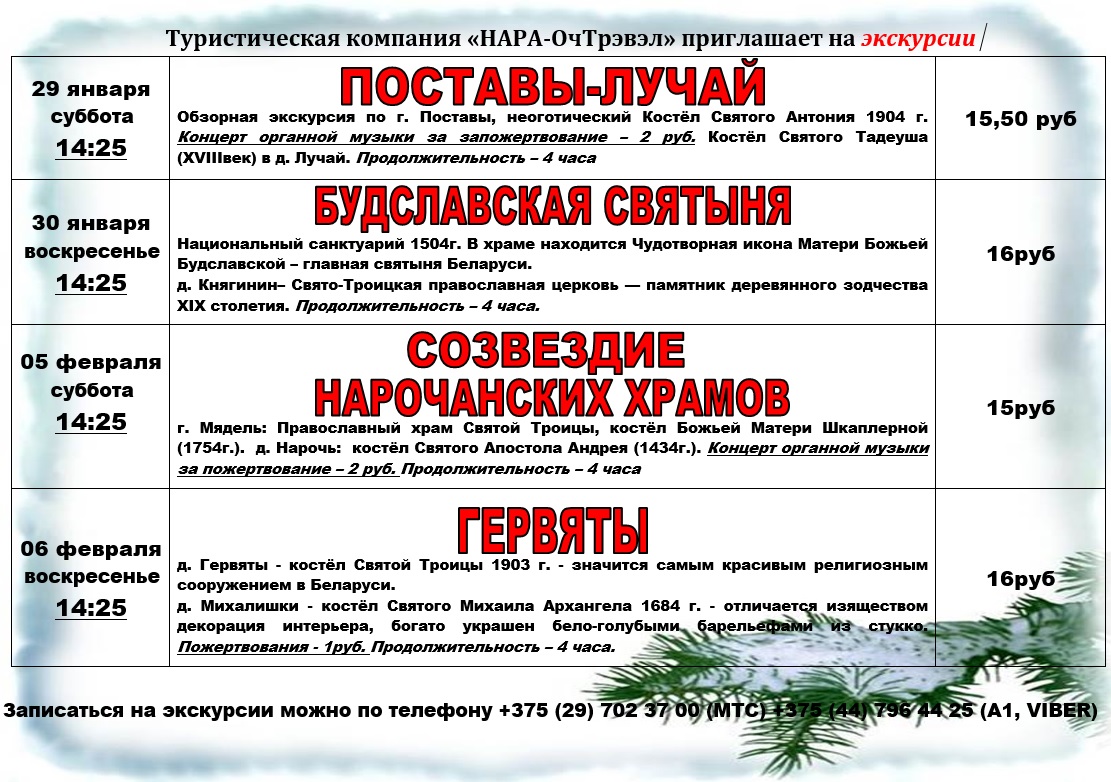 Туристическая компания «НАРА-ОчТрэвэл» приглашает на экскурсии/
29 января
суббота
14:25
ПОСТАВЫ-ЛУЧАЙ
Обзорная экскурсия по г. Поставы, неоготический Костёл Святого Антония 1904 г.
Концерт органной музыки за запожертвование – 2 руб. Костёл Святого Тадеуша
(XVIIIвек) в д. Лучай. Продолжительность – 4 часа
15,50 руб
30 января
воскресенье
14:25
БУДСЛАВСКАЯ СВЯТЫНЯ
Национальный санктуарий 1504г. В храме находится Чудотворная икона Матери Божьей
Будславской – главная святыня Беларуси.
д. Княгинин– Свято-Троицкая православная церковь — памятник деревянного зодчества
XIX столетия. Продолжительность – 4 часа.
16руб
05 февраля
суббота
14:25
СОЗВЕЗДИЕ
НАРОЧАНСКИХ ХРАМОВ
г. Мядель: Православный храм Святой Троицы, костёл Божьей Матери Шкаплерной
(1754г.). д. Нарочь: костёл Святого Апостола Андрея (1434г.). Концерт органной музыки
за пожертвование – 2 руб. Продолжительность – 4 часа
15руб
06 февраля
воскресенье
14:25
ГЕРВЯТЫ
д. Гервяты - костёл Святой Троицы 1903 г. - значится самым красивым религиозным
сооружением в Беларуси.
д. Михалишки - костёл Святого Михаила Архангела 1684 г. - отличается изяществом
декорация интерьера, богато украшен бело-голубыми барельефами из стукко.
Пожертвования - 1руб. Продолжительность – 4 часа.
16руб
Записаться на экскурсии можно по телефону +375 (29) 702 37 00 (МТС) +375 (44) 796 44 25 (А1, VIBER)